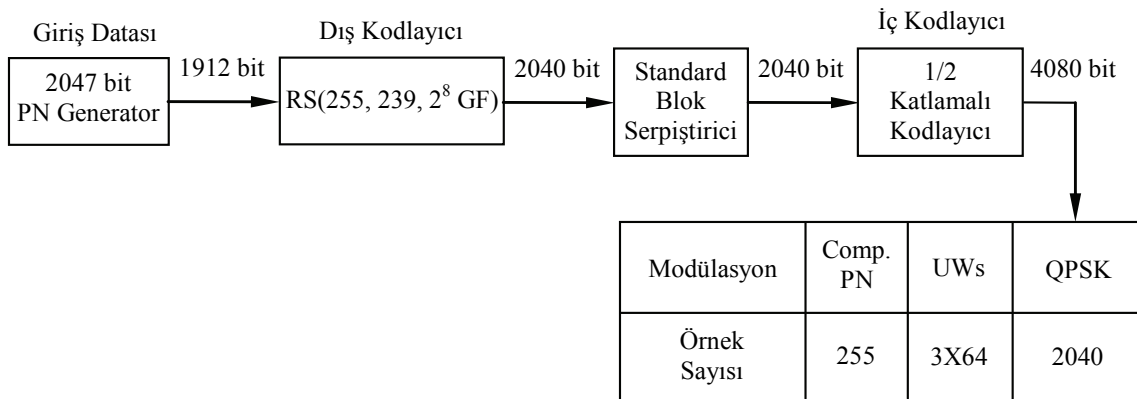 Giriş Datası
2047 bit
PN Generator
1912 bit
Dış Kodlayıcı
RS(255, 239, 2⁸ GF)
2040 bit
Standard
Blok
Serpiştirici
2040 bit
İç Kodlayıcı
1/2
Katlamalı
Kodlayıcı
4080 bit
Modülasyon
Comp.
PN
UWs
QPSK
Örnek
Sayısı
255
3X64
2040